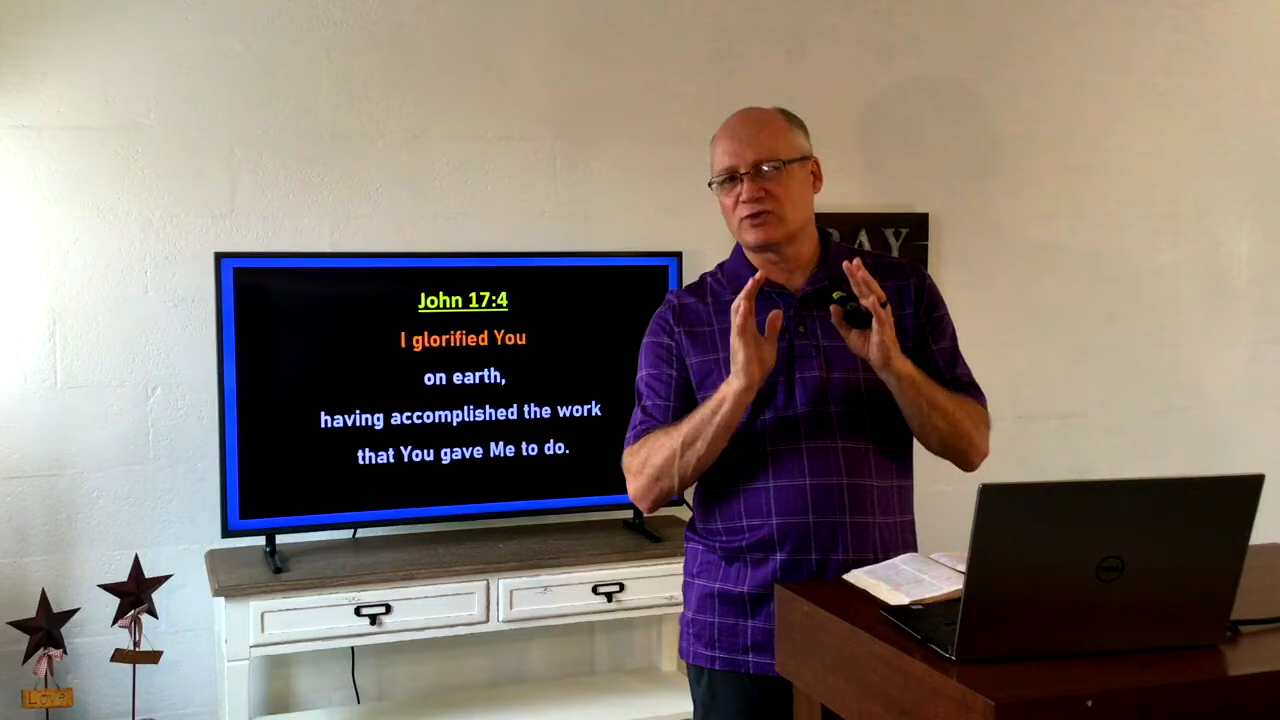 John 17:4
I glorified You
on earth,
having accomplished the work
that You gave Me to do.
RAY
DELL
Love